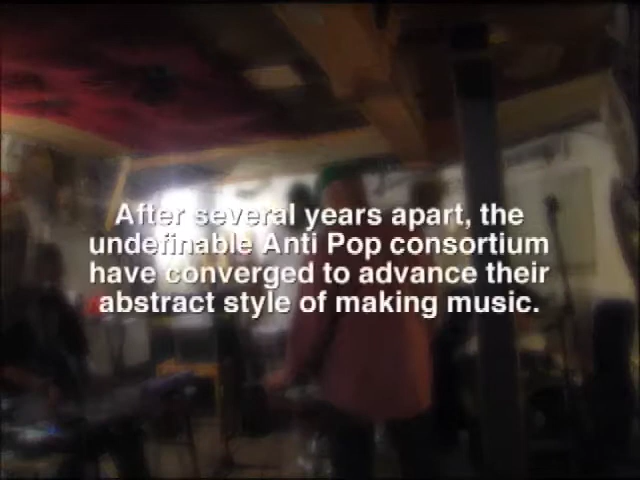 After several years apart, the
undefinable Anti Pop consortium
have converged to advance their
abstract style of making music.